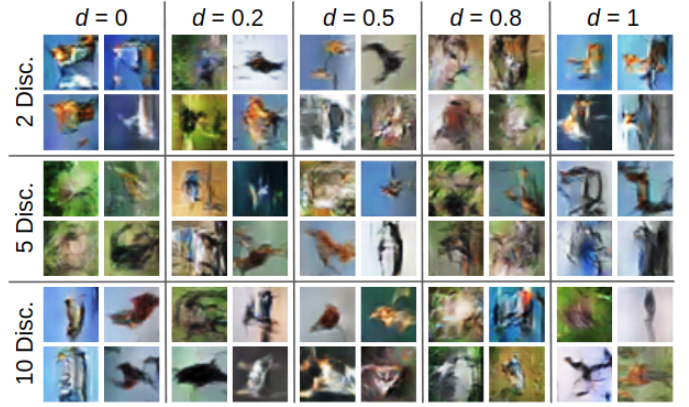 d = 0 d = 0.2 d = 0.5 d = 0.8 d = 1
2 Disc.
5 Disc.
10 Disc.